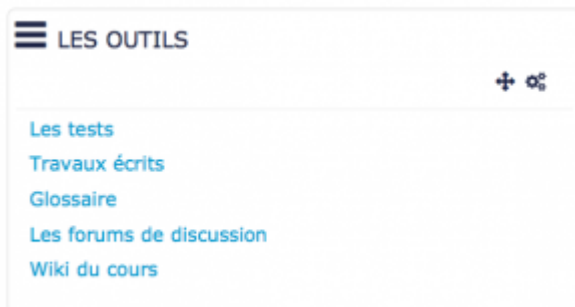 LES OUTILS
Les tests
Travaux écrits
Glossaire
Les forums de discussion
Wiki du cours